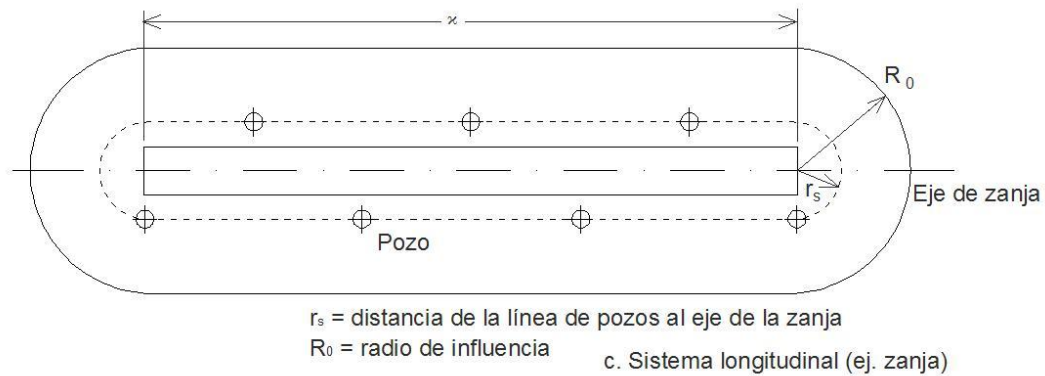 x
R₀
rₛ
Eje de zanja
Pozo
rₛ = distancia de la línea de pozos al eje de la zanja
R₀ = radio de influencia
c. Sistema longitudinal (ej. zanja)